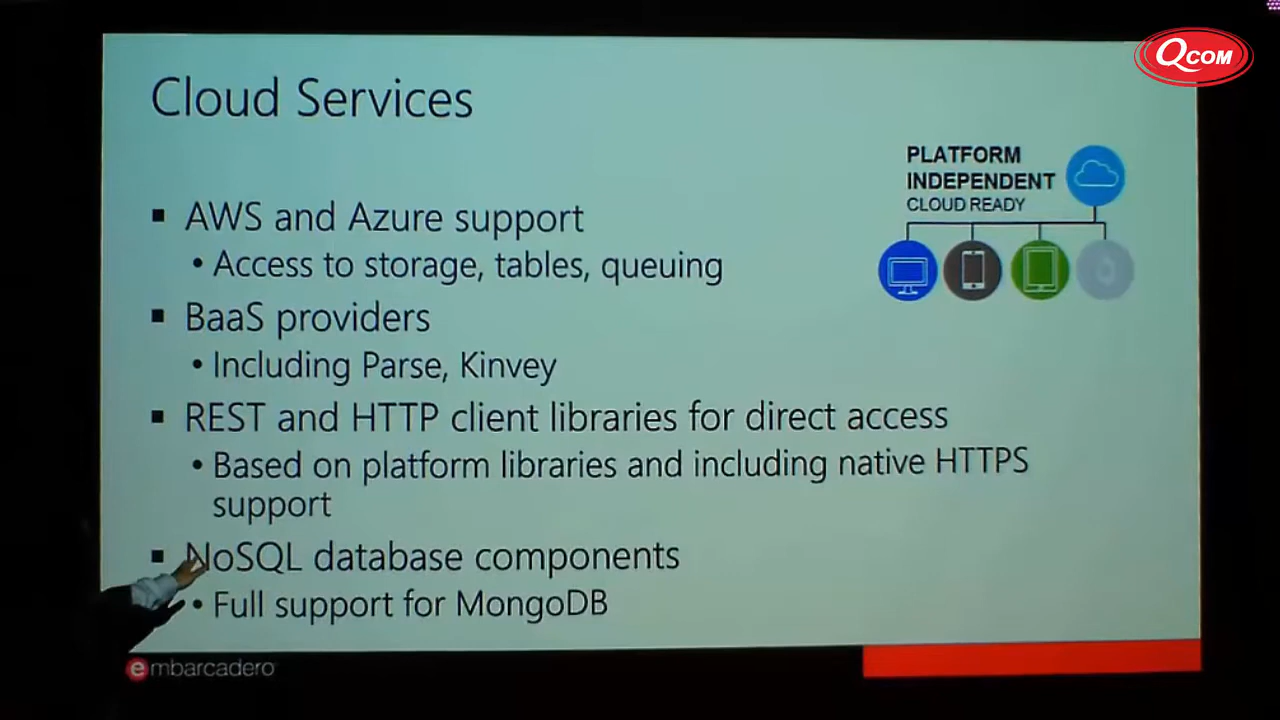 QCOM
Cloud Services
PLATFORM
INDEPENDENT
CLOUD READY
▪ AWS and Azure support
• Access to storage, tables, queuing
▪ BaaS providers
• Including Parse, Kinvey
▪ REST and HTTP client libraries for direct access
• Based on platform libraries and including native HTTPS
support
▪ NoSQL database components
• Full support for MongoDB
embarcadero